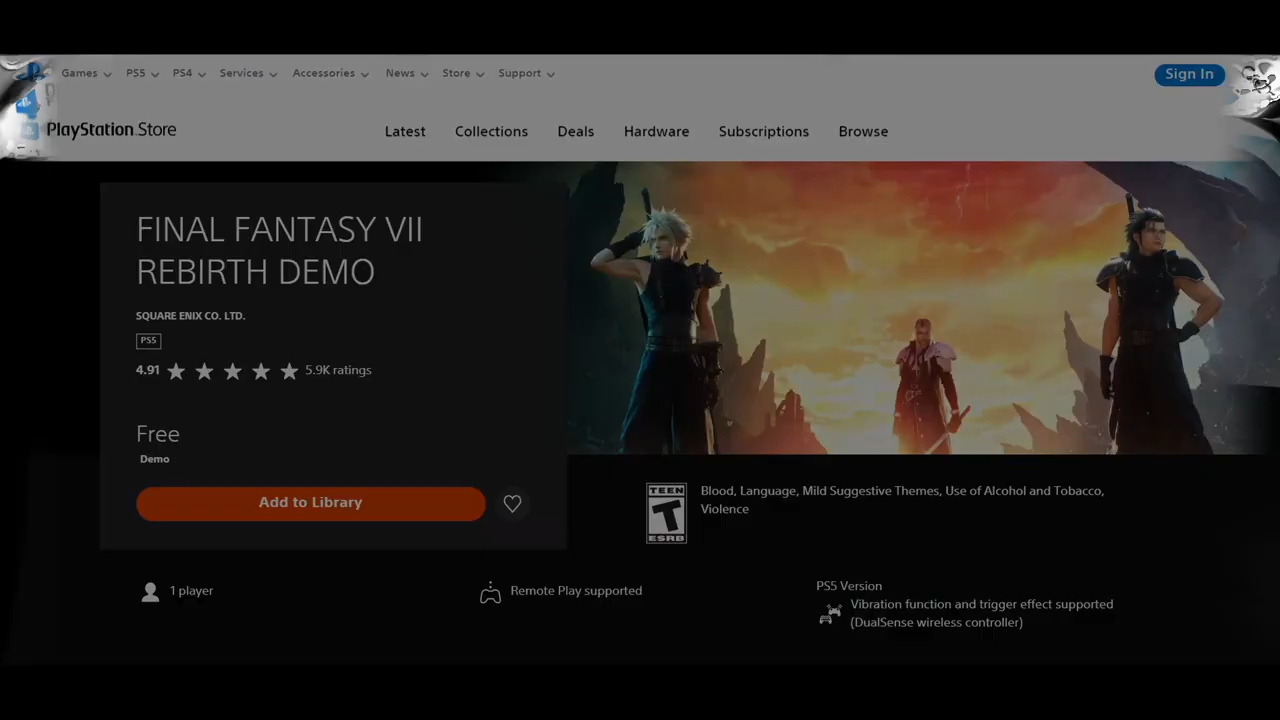 Games PS5 PS4 Services Accessories News Store Support Sign In
PlayStation Store Latest Collections Deals Hardware Subscriptions Browse
FINAL FANTASY VII
REBIRTH DEMO
SQUARE ENIX CO. LTD.
PS5
4.91 5.9K ratings
Free
Demo
Add to Library
TEEN
T
ESRB
Blood, Language, Mild Suggestive Themes, Use of Alcohol and Tobacco,
Violence
1 player
Remote Play supported
PS5 Version
Vibration function and trigger effect supported
(DualSense wireless controller)